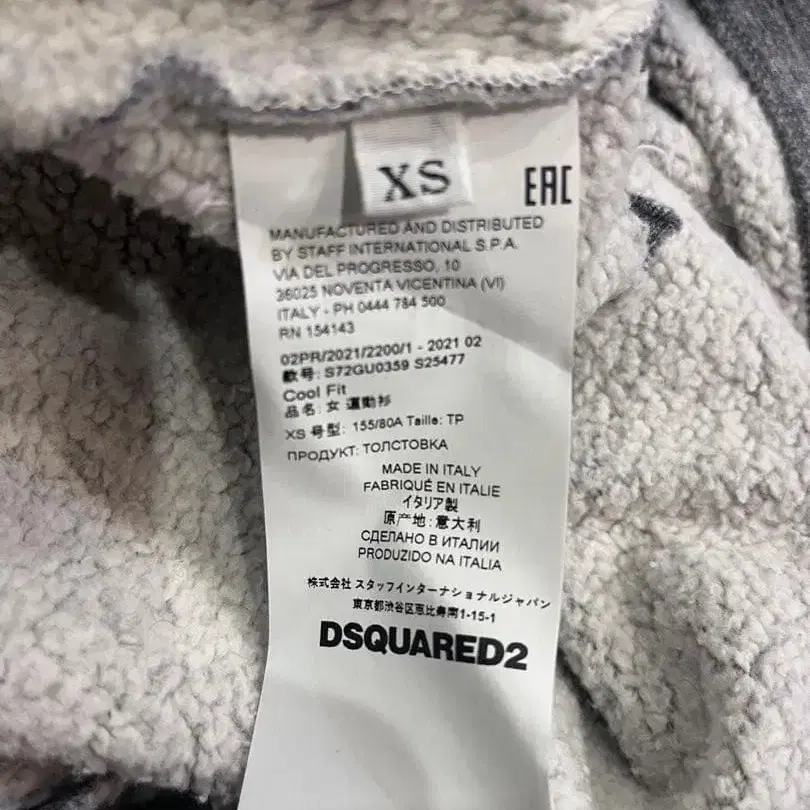 XS
EAC
MANUFACTURED AND DISTRIBUTED
BY STAFF INTERNATIONAL S.P.A.
VIA DEL PROGRESSO, 10
36025 NOVENTA VICENTINA (VI)
ITALY - PH 0444 784 500
RN 154143
02PR/2021/2200/1 - 2021 02
款号: S72GU0359 S25477
Cool Fit
品名: 女 運動衫
XS 号型: 155/80A Taille: TP
ПРОДУКТ: ТОЛСТОВКА
MADE IN ITALY
FABRIQUÉ EN ITALIE
イタリア製
原产地: 意大利
СДЕЛАНО В ИТАЛИИ
PRODUZIDO NA ITALIA
株式会社 スタッフインターナショナルジャパン
東京都渋谷区恵比寿南1-15-1
DSQUARED2